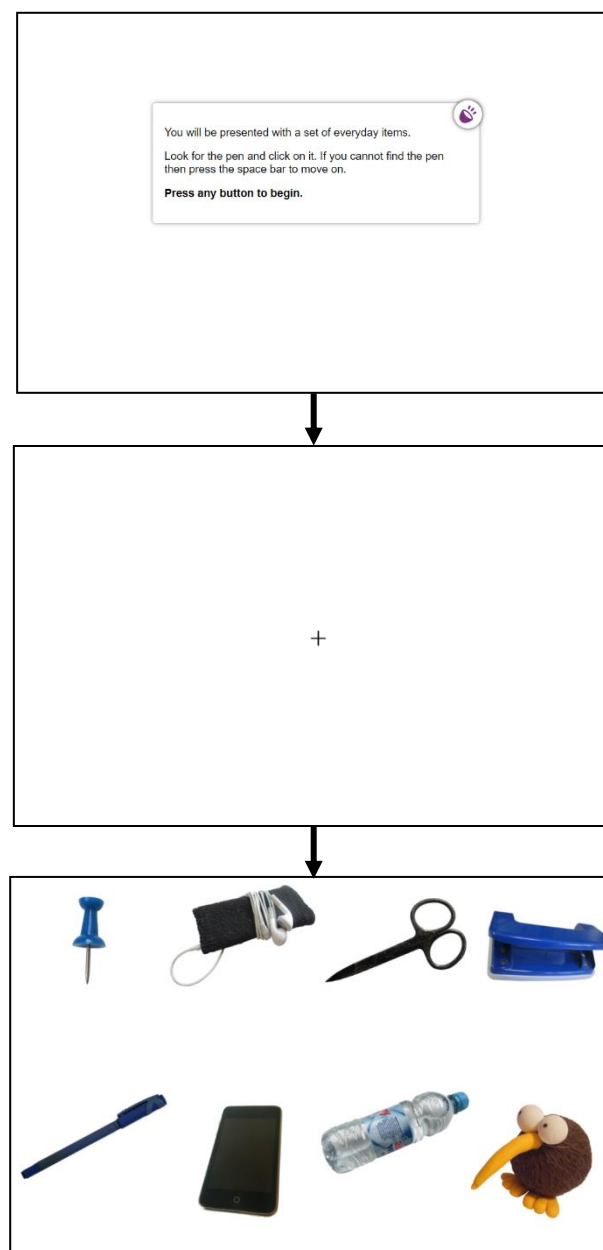 You will be presented with a set of everyday items.
Look for the pen and click on it. If you cannot find the pen
then press the space bar to move on.
Press any button to begin.